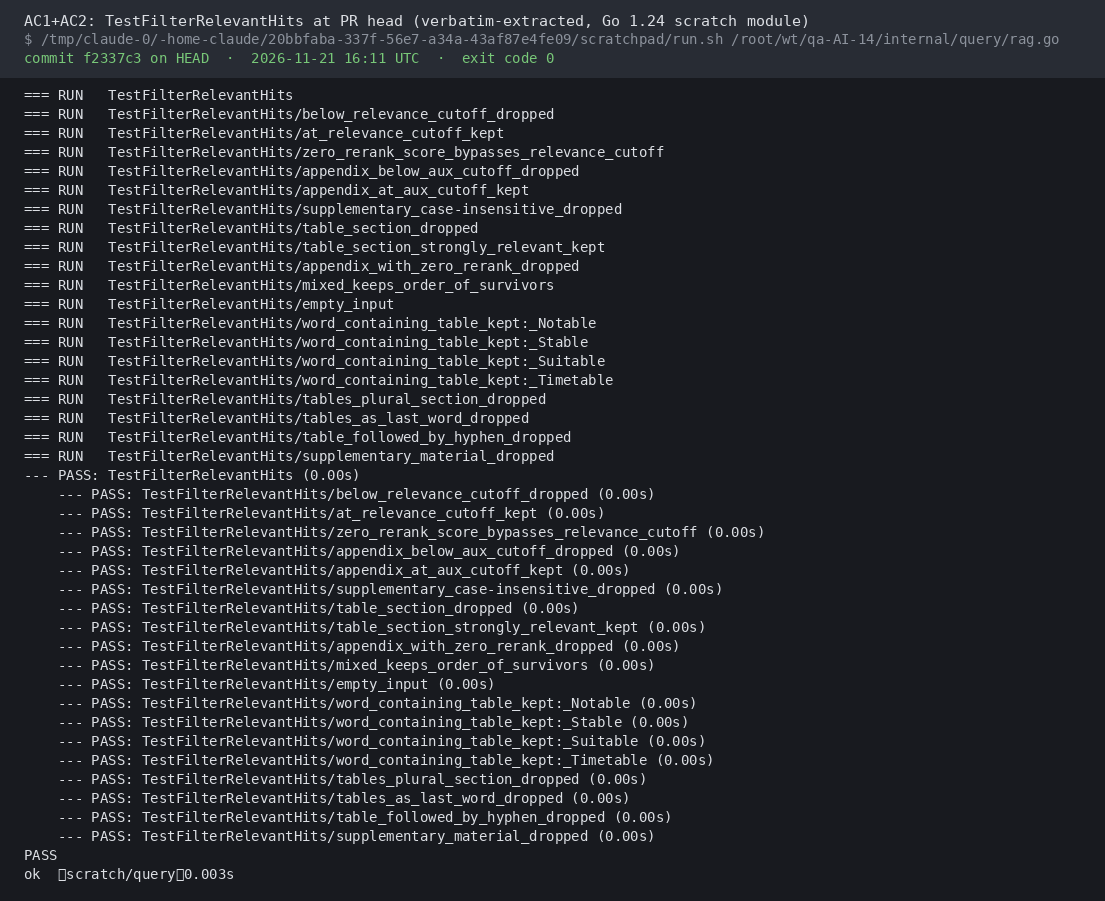 AC1+AC2: TestFilterRelevantHits at PR head (verbatim-extracted, Go 1.24 scratch module)
$ /tmp/claude-0/-home-claude/20bbfaba-337f-56e7-a34a-43af87e4fe09/scratchpad/run.sh /root/wt/qa-AI-14/internal/query/rag.go
commit f2337c3 on HEAD · 2026-11-21 16:11 UTC · exit code 0
=== RUN   TestFilterRelevantHits
=== RUN   TestFilterRelevantHits/below_relevance_cutoff_dropped
=== RUN   TestFilterRelevantHits/at_relevance_cutoff_kept
=== RUN   TestFilterRelevantHits/zero_rerank_score_bypasses_relevance_cutoff
=== RUN   TestFilterRelevantHits/appendix_below_aux_cutoff_dropped
=== RUN   TestFilterRelevantHits/appendix_at_aux_cutoff_kept
=== RUN   TestFilterRelevantHits/supplementary_case-insensitive_dropped
=== RUN   TestFilterRelevantHits/table_section_dropped
=== RUN   TestFilterRelevantHits/table_section_strongly_relevant_kept
=== RUN   TestFilterRelevantHits/appendix_with_zero_rerank_dropped
=== RUN   TestFilterRelevantHits/mixed_keeps_order_of_survivors
=== RUN   TestFilterRelevantHits/empty_input
=== RUN   TestFilterRelevantHits/word_containing_table_kept:_Notable
=== RUN   TestFilterRelevantHits/word_containing_table_kept:_Stable
=== RUN   TestFilterRelevantHits/word_containing_table_kept:_Suitable
=== RUN   TestFilterRelevantHits/word_containing_table_kept:_Timetable
=== RUN   TestFilterRelevantHits/tables_plural_section_dropped
=== RUN   TestFilterRelevantHits/tables_as_last_word_dropped
=== RUN   TestFilterRelevantHits/table_followed_by_hyphen_dropped
=== RUN   TestFilterRelevantHits/supplementary_material_dropped
--- PASS: TestFilterRelevantHits (0.00s)
    --- PASS: TestFilterRelevantHits/below_relevance_cutoff_dropped (0.00s)
    --- PASS: TestFilterRelevantHits/at_relevance_cutoff_kept (0.00s)
    --- PASS: TestFilterRelevantHits/zero_rerank_score_bypasses_relevance_cutoff (0.00s)
    --- PASS: TestFilterRelevantHits/appendix_below_aux_cutoff_dropped (0.00s)
    --- PASS: TestFilterRelevantHits/appendix_at_aux_cutoff_kept (0.00s)
    --- PASS: TestFilterRelevantHits/supplementary_case-insensitive_dropped (0.00s)
    --- PASS: TestFilterRelevantHits/table_section_dropped (0.00s)
    --- PASS: TestFilterRelevantHits/table_section_strongly_relevant_kept (0.00s)
    --- PASS: TestFilterRelevantHits/appendix_with_zero_rerank_dropped (0.00s)
    --- PASS: TestFilterRelevantHits/mixed_keeps_order_of_survivors (0.00s)
    --- PASS: TestFilterRelevantHits/empty_input (0.00s)
    --- PASS: TestFilterRelevantHits/word_containing_table_kept:_Notable (0.00s)
    --- PASS: TestFilterRelevantHits/word_containing_table_kept:_Stable (0.00s)
    --- PASS: TestFilterRelevantHits/word_containing_table_kept:_Suitable (0.00s)
    --- PASS: TestFilterRelevantHits/word_containing_table_kept:_Timetable (0.00s)
    --- PASS: TestFilterRelevantHits/tables_plural_section_dropped (0.00s)
    --- PASS: TestFilterRelevantHits/tables_as_last_word_dropped (0.00s)
    --- PASS: TestFilterRelevantHits/table_followed_by_hyphen_dropped (0.00s)
    --- PASS: TestFilterRelevantHits/supplementary_material_dropped (0.00s)
PASS
ok  scratch/query 0.003s